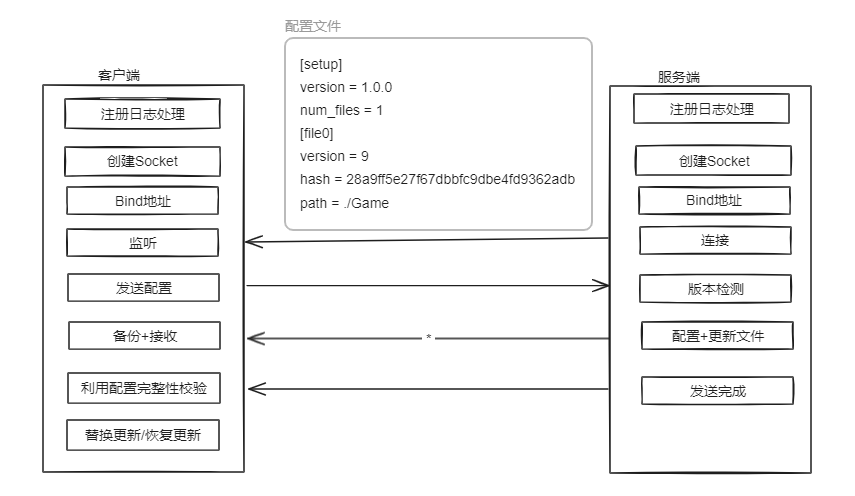 配置文件
[setup]
version = 1.0.0
num_files = 1
[file0]
version = 9
hash = 28a9ff5e27f67dbbfc9dbe4fd9362adb
path = ./Game
客户端
注册日志处理
创建Socket
Bind地址
监听
发送配置
备份+接收
利用配置完整性校验
替换更新/恢复更新
*
服务端
注册日志处理
创建Socket
Bind地址
连接
版本检测
配置+更新文件
发送完成